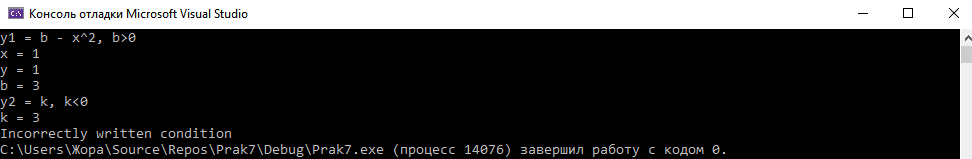 Консоль отладки Microsoft Visual Studio
y1 = b - x^2, b>0
x = 1
y = 1
b = 3
y2 = k, k<0
k = 3
Incorrectly written condition
C:\Users\Жора\Source\Repos\Prak7\Debug\Prak7.exe (процесс 14076) завершил работу с кодом 0.